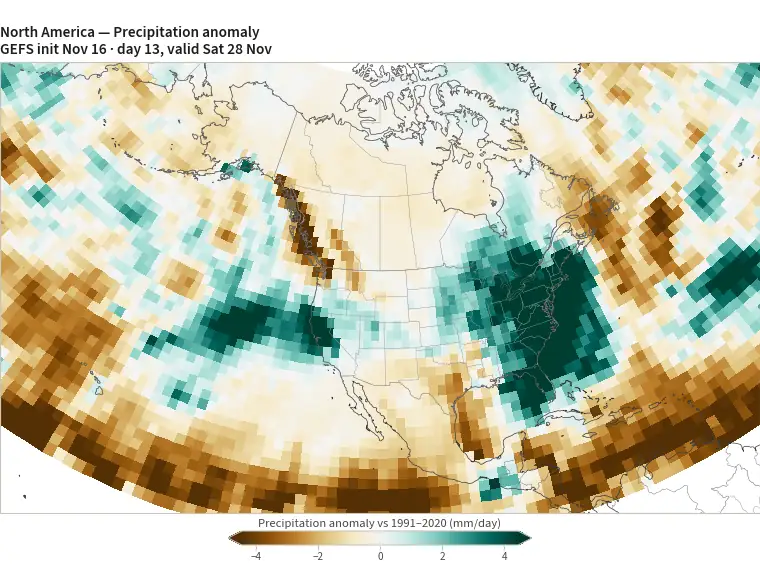 North America — Precipitation anomaly
GEFS init Nov 16 · day 13, valid Sat 28 Nov
Precipitation anomaly vs 1991–2020 (mm/day)
−4 −2 0 2 4